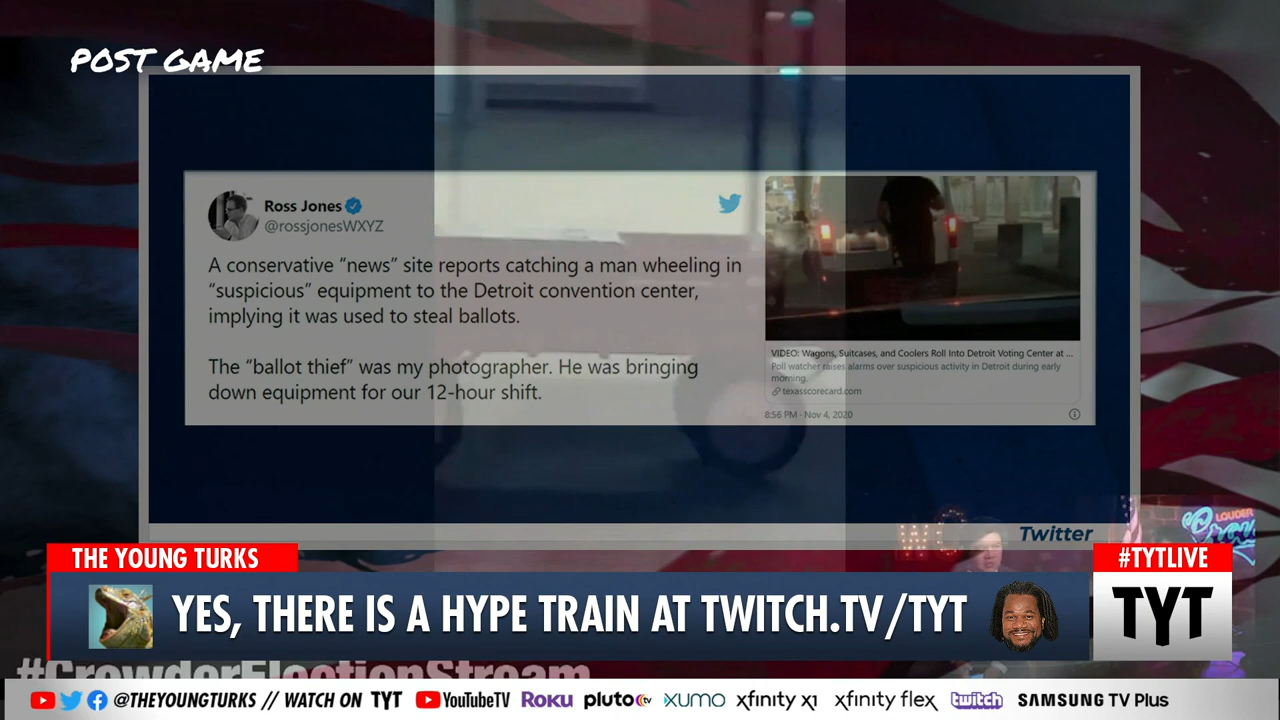 POST GAME
Ross Jones
@rossjonesWXYZ
A conservative “news” site reports catching a man wheeling in
“suspicious” equipment to the Detroit convention center,
implying it was used to steal ballots.
The “ballot thief” was my photographer. He was bringing
down equipment for our 12-hour shift.
VIDEO: Wagons, Suitcases, and Coolers Roll Into Detroit Voting Center at ...
Poll watcher raises alarms over suspicious activity in Detroit during early
morning.
texasscorecard.com
8:56 PM · Nov 4, 2020
Twitter
LOUDER
THE YOUNG TURKS
#TYTLIVE
YES, THERE IS A HYPE TRAIN AT TWITCH.TV/TYT
TYT
#CrowderElectionStream
@THEYOUNGTURKS // WATCH ON TYT YouTubeTV ROKU pluto tv XUMO xfinity x1 xfinity flex twitch SAMSUNG TV Plus